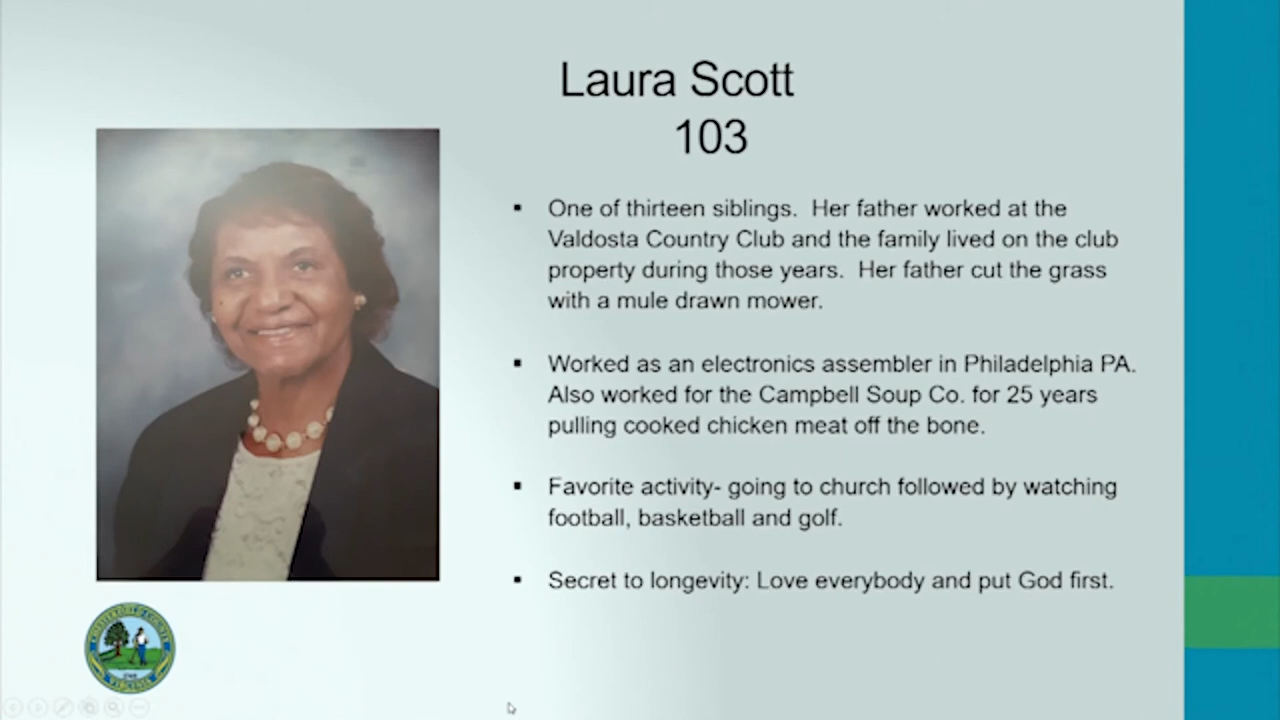 Laura Scott
103
▪ One of thirteen siblings.  Her father worked at the
Valdosta Country Club and the family lived on the club
property during those years.  Her father cut the grass
with a mule drawn mower.
▪ Worked as an electronics assembler in Philadelphia PA.
Also worked for the Campbell Soup Co. for 25 years
pulling cooked chicken meat off the bone.
▪ Favorite activity- going to church followed by watching
football, basketball and golf.
▪ Secret to longevity: Love everybody and put God first.
CHESTERFIELD COUNTY
VIRGINIA